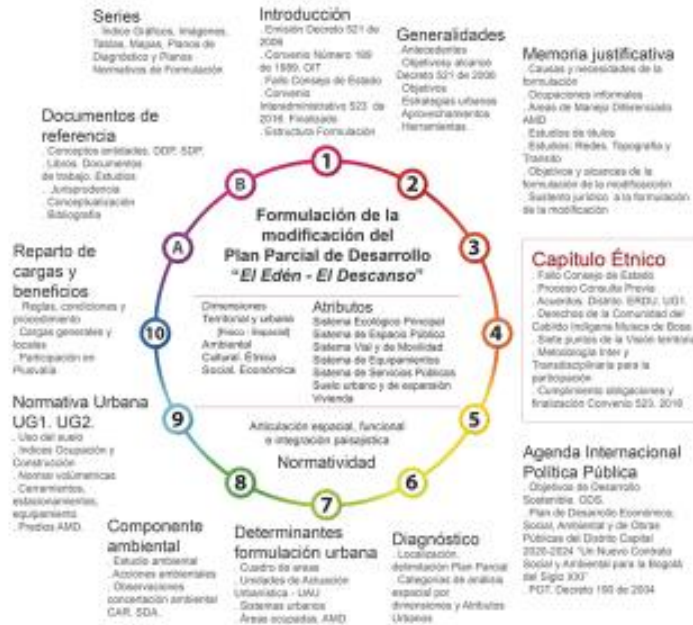 Series
. Índice Gráficos, Imágenes,
Tablas, Mapas, Planos de
Diagnóstico y Planos
Normativos de Formulación
Introducción
. Emisión Decreto 521 de
2006
. Convenio Número 169
de 1989. OIT
. Fallo Consejo de Estado
. Convenio
Interadministrativo 523 de
2016. Finalizado
. Estructura Formulación
Generalidades
Antecedentes
Objetivos y alcance
Decreto 521 de 2006
Objetivos
Estrategias urbanas
Aprovechamientos
Herramientas.
Memoria justificativa
. Causas y necesidades de la
formulación
. Ocupaciones informales
. Áreas de Manejo Diferenciado
AMD
. Estudios de títulos
. Estudios: Redes, Topografía y
Tránsito
. Objetivos y alcances de la
formulación de la modificación
. Sustento jurídico a la formulación
de la modificación
Capítulo Étnico
. Fallo Consejo de Estado
. Proceso Consulta Previa
. Acuerdos. Distrito. ERDU. UG1.
. Derechos de la Comunidad del
Cabildo Indígena Muisca de Bosa
. Siete puntos de la Visión territorial
. Metodología Inter y
Transdisciplinaria para la
participación
. Cumplimiento obligaciones y
finalización Convenio 523. 2016
Agenda Internacional
Política Pública
. Objetivos de Desarrollo
Sostenible. ODS.
. Plan de Desarrollo Económico,
Social, Ambiental y de Obras
Públicas del Distrito Capital
2020-2024 "Un Nuevo Contrato
Social y Ambiental para la Bogotá
del Siglo XXI"
. POT. Decreto 190 de 2004
Diagnóstico
. Localización,
delimitación Plan Parcial
. Categorías de análisis
espacial por
dimensiones y Atributos
Urbanos
Determinantes
formulación urbana
. Cuadro de áreas
. Unidades de Actuación
Urbanística - UAU
. Sistemas urbanos
Áreas ocupadas, AMD
Componente
ambiental
. Estudio ambiental
. Acciones ambientales
. Observaciones
concertación ambiental
CAR. SDA.
Normativa Urbana
UG1. UG2.
. Uso del suelo
. Índices Ocupación y
Construcción
. Normas volumétricas
. Cerramientos,
estacionamientos,
equipamiento
. Predios AMD.
Reparto de
cargas y
beneficios
. Reglas, condiciones y
procedimiento
. Cargas generales y
locales
. Participación en
Plusvalía
Documentos de
referencia
. Conceptos entidades. DDP. SDP.
. Libros. Documentos
de trabajo. Estudios
. Jurisprudencia
. Conceptualización
. Bibliografía
1
2
3
4
5
6
7
8
9
10
A
B
Formulación de la
modificación del
Plan Parcial de Desarrollo
"El Edén - El Descanso"
Dimensiones
Territorial y urbana
(Físico - Espacial)
Ambiental
Cultural. Étnica
Social. Económica
Atributos
Sistema Ecológico Principal
Sistema de Espacio Público
Sistema Vial y de Movilidad
Sistema de Equipamientos
Sistema de Servicios Públicos
Suelo urbano y de expansión
Vivienda
Articulación espacial, funcional
e integración paisajística
Normatividad